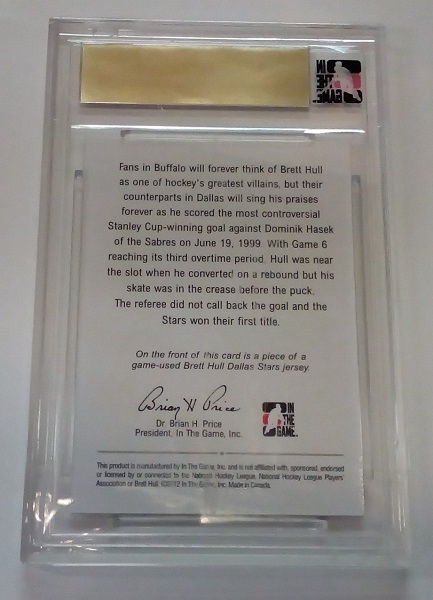 IN
THE
GAME.
Fans in Buffalo will forever think of Brett Hull
as one of hockey's greatest villains, but their
counterparts in Dallas will sing his praises
forever as he scored the most controversial
Stanley Cup-winning goal against Dominik Hasek
of the Sabres on June 19, 1999. With Game 6
reaching its third overtime period. Hull was near
the slot when he converted on a rebound but his
skate was in the crease before the puck.
The referee did not call back the goal and the
Stars won their first title.
On the front of this card is a piece of a
game-used Brett Hull Dallas Stars jersey.
Brian H Price
Dr. Brian H. Price
President. In The Game, Inc.
IN
THE
GAME.
This product is manufactured by In The Game, Inc. and is not affiliated with, sponsored, endorsed
or licensed by or connected to the National Hockey League, National Hockey League Players
Association or Brett Hull. ©2012 In The Game, Inc. Made in Canada.